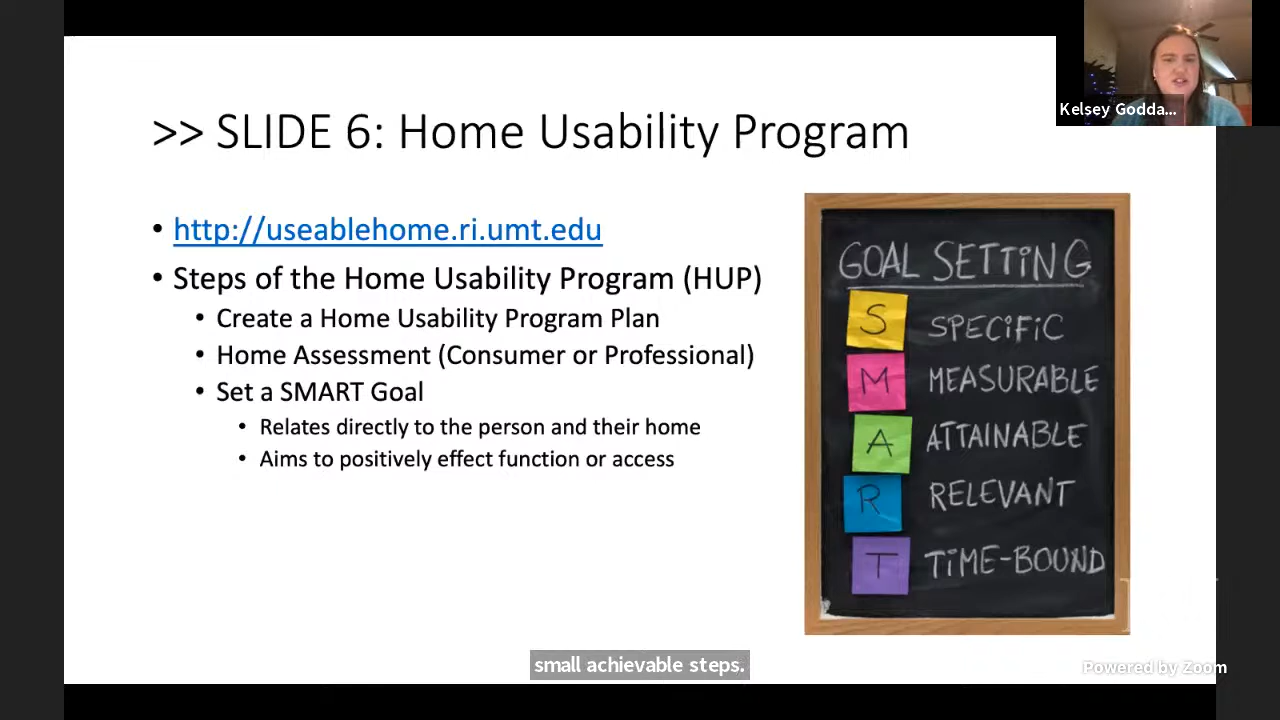 Kelsey Godda...
>> SLIDE 6: Home Usability Program
• http://useablehome.ri.umt.edu
• Steps of the Home Usability Program (HUP)
• Create a Home Usability Program Plan
• Home Assessment (Consumer or Professional)
• Set a SMART Goal
• Relates directly to the person and their home
• Aims to positively effect function or access
GOAL SETTING
S SPECIFIC
M MEASURABLE
A ATTAINABLE
R RELEVANT
T TIME-BOUND
small achievable steps.
Powered by Zoom